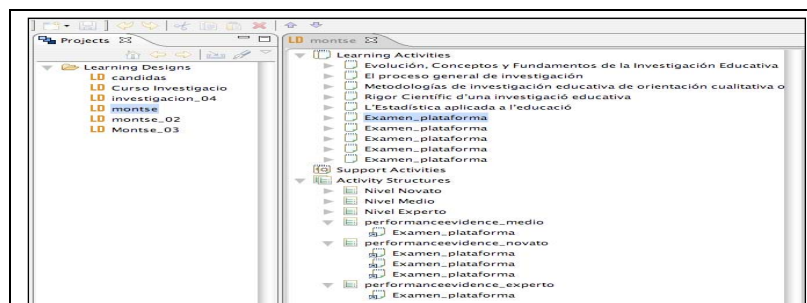 Projects
Learning Designs
LD candidas
LD Curso Investigacio
LD investigacion_04
LD montse
LD montse_02
LD Montse_03
LD montse
Learning Activities
Evolución, Conceptos y Fundamentos de la Investigación Educativa
El proceso general de investigación
Metodologías de investigación educativa de orientación cualitativa o
Rigor Científic d'una investigació educativa
L'Estadística aplicada a l'educació
Examen_plataforma
Examen_plataforma
Examen_plataforma
Examen_plataforma
Examen_plataforma
Support Activities
Activity Structures
Nivel Novato
Nivel Medio
Nivel Experto
performanceevidence_medio
Examen_plataforma
performanceevidence_novato
Examen_plataforma
Examen_plataforma
Examen_plataforma
performanceevidence_experto
Examen_plataforma